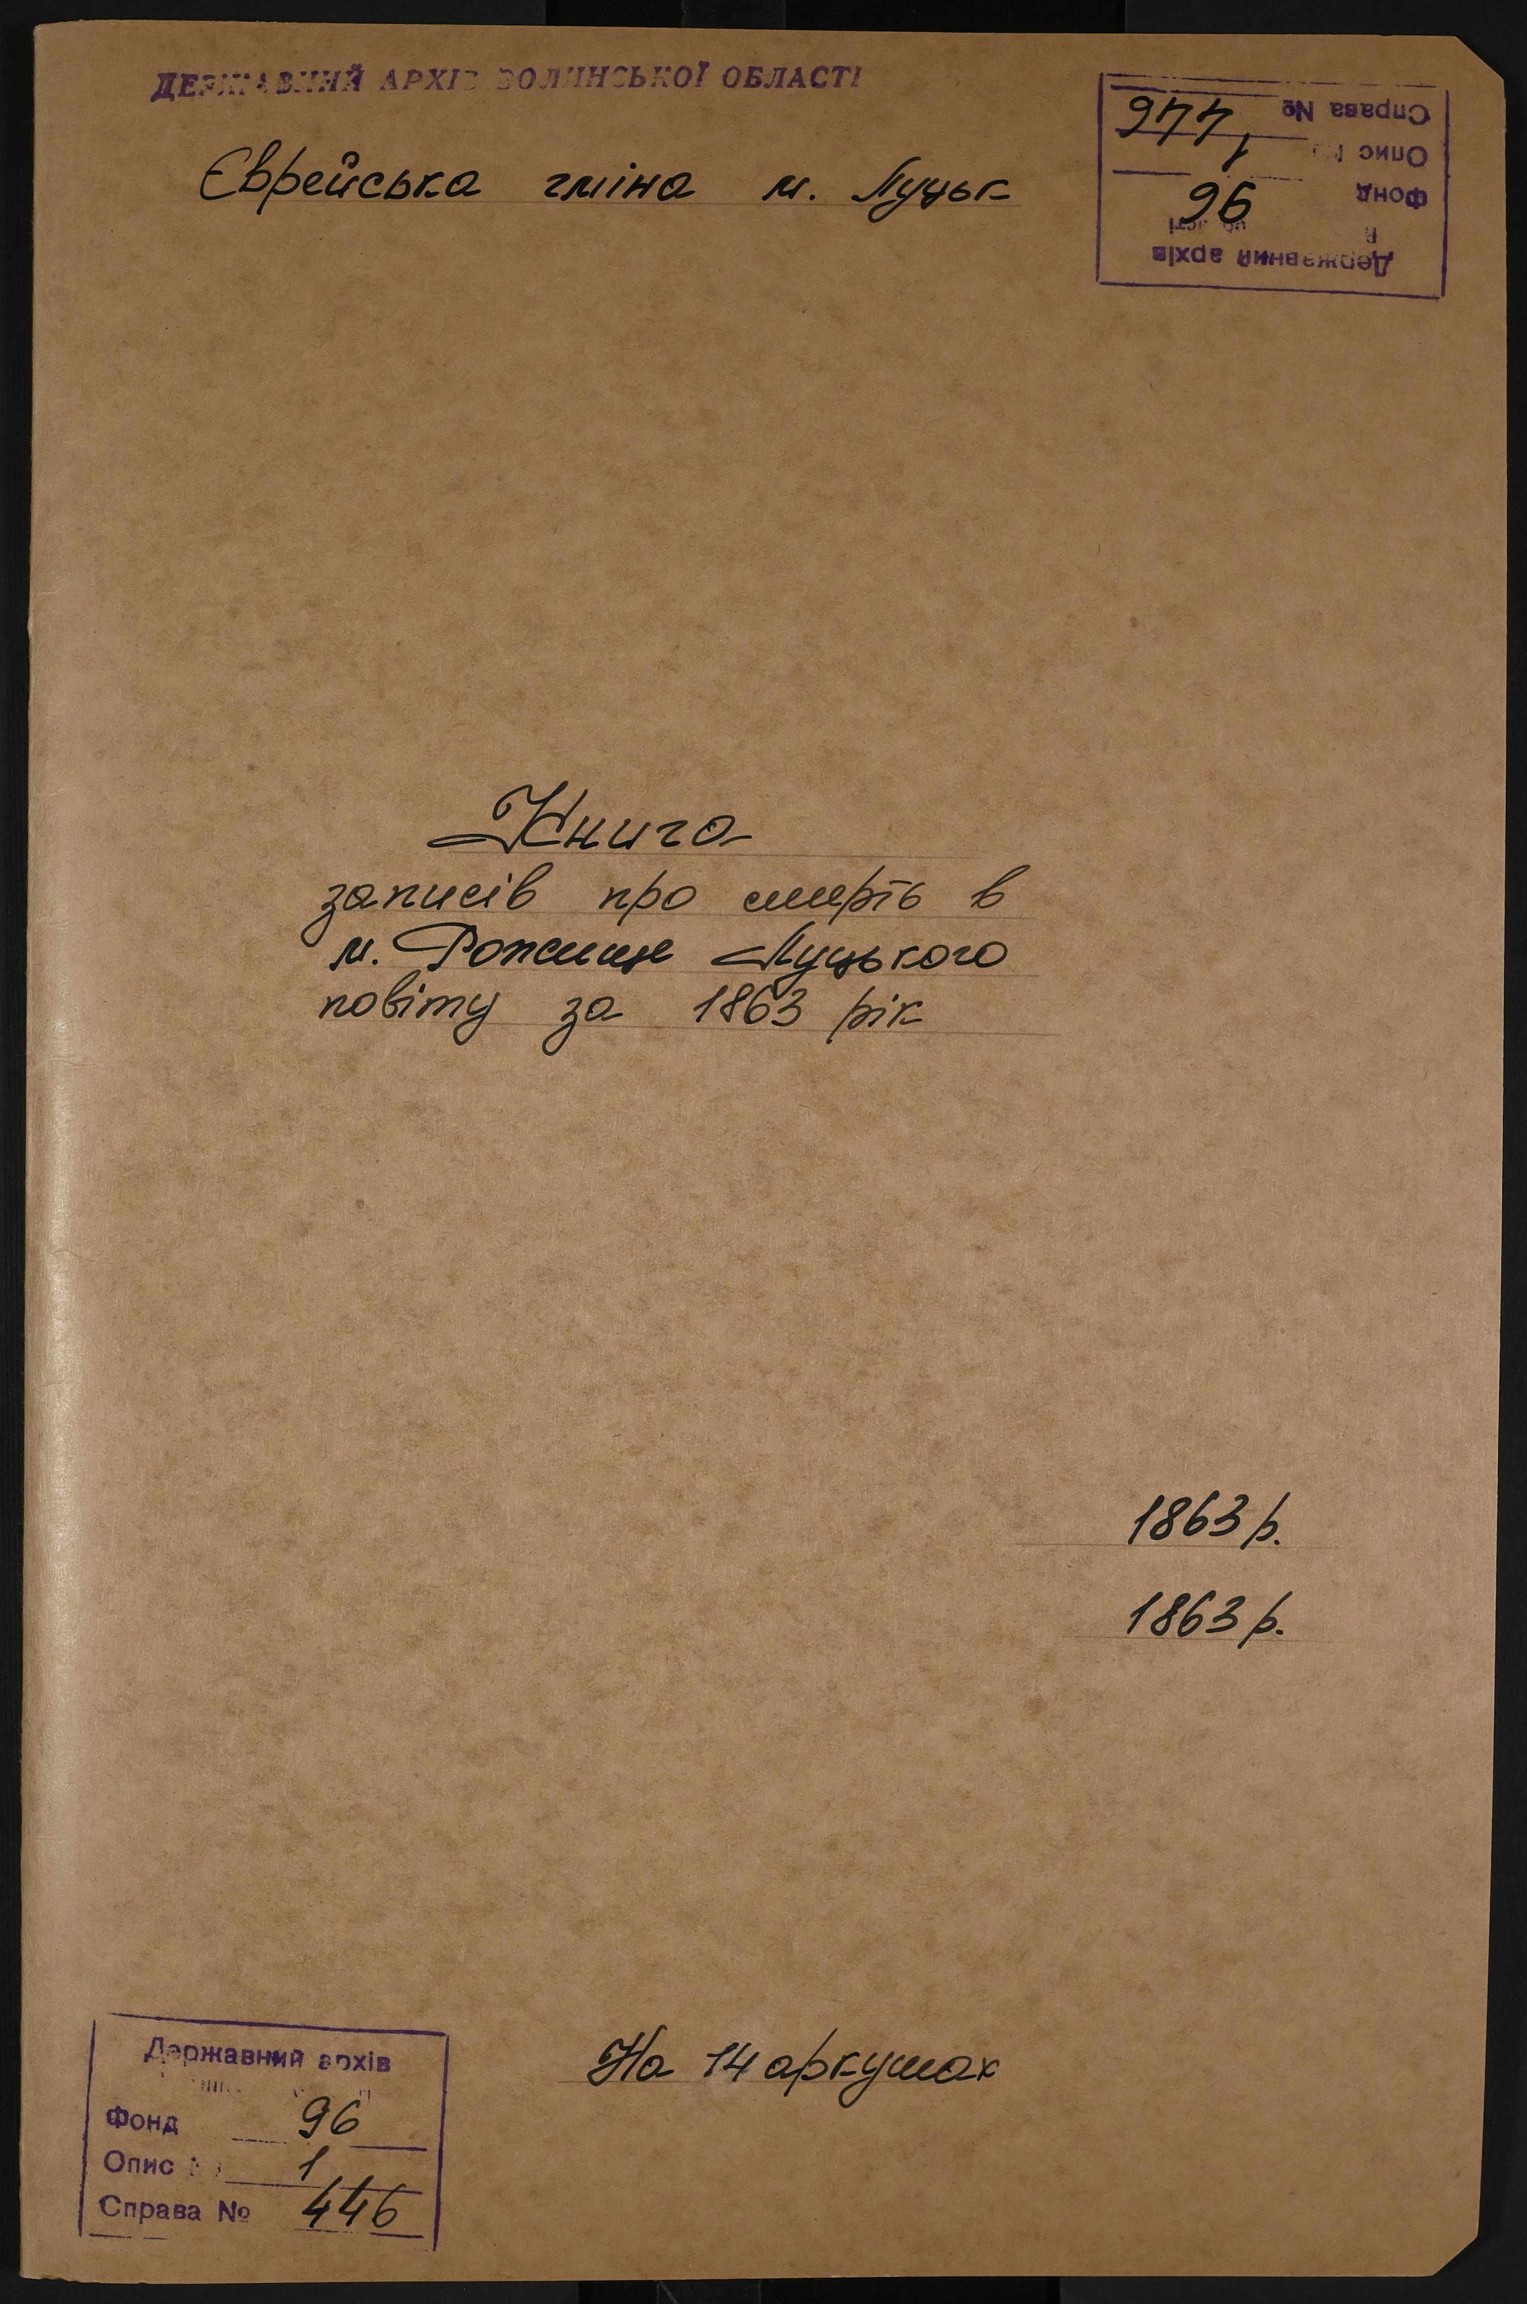 ДЕРЖАВНИЙ АРХІВ ВОЛИНСЬКОЇ ОБЛАСТІ
Єврейська гміна м. Луцьк
Державний архів
Фонд 96
Опис 1
Справа № 446
Книга
записів про смерть в
м. Рожище Луцького
повіту за 1863 рік
1863 р.
1863 р.
На 14 аркушах
Державний архів
Фонд 96
Опис 1
Справа № 446